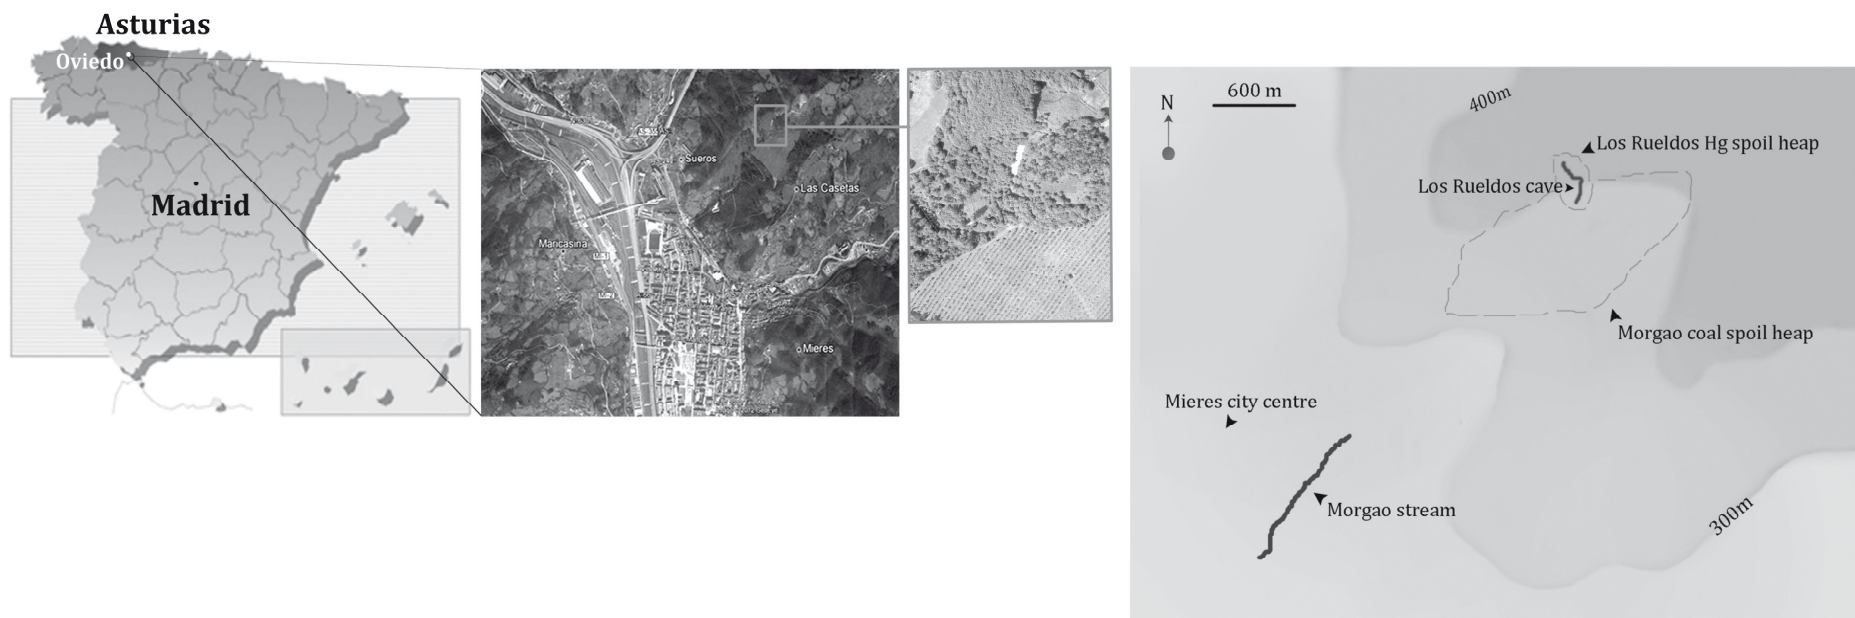 Asturias
Oviedo
Madrid
Sueros
Las Casetas
Maricasina
Mieres
N
600 m
400m
Los Rueldos Hg spoil heap
Los Rueldos cave
Morgao coal spoil heap
Mieres city centre
Morgao stream
300m